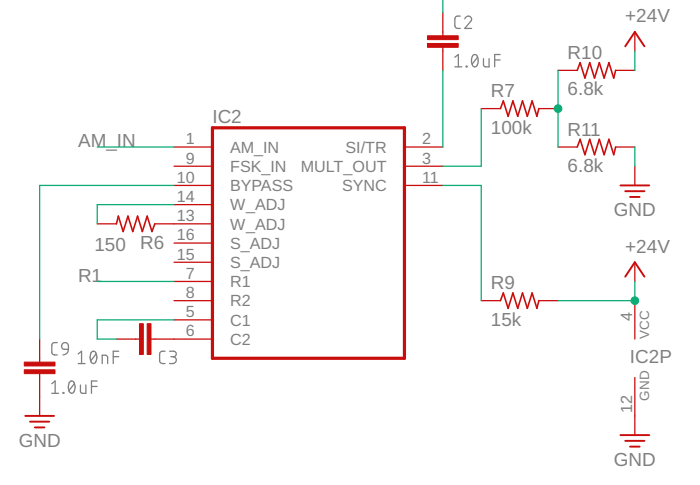 +24V
C2
1.0uF
R10
6.8k
R7
100k
R11
6.8k
GND
IC2
AM_IN
1
AM_IN
SI/TR
2
9
FSK_IN
MULT_OUT
3
10
BYPASS
SYNC
11
14
W_ADJ
13
W_ADJ
150
R6
16
S_ADJ
15
S_ADJ
R1
7
R1
8
R2
5
C1
6
C2
+24V
R9
15k
4
VCC
IC2P
C9
10nF
C3
1.0uF
GND
12
GND
GND